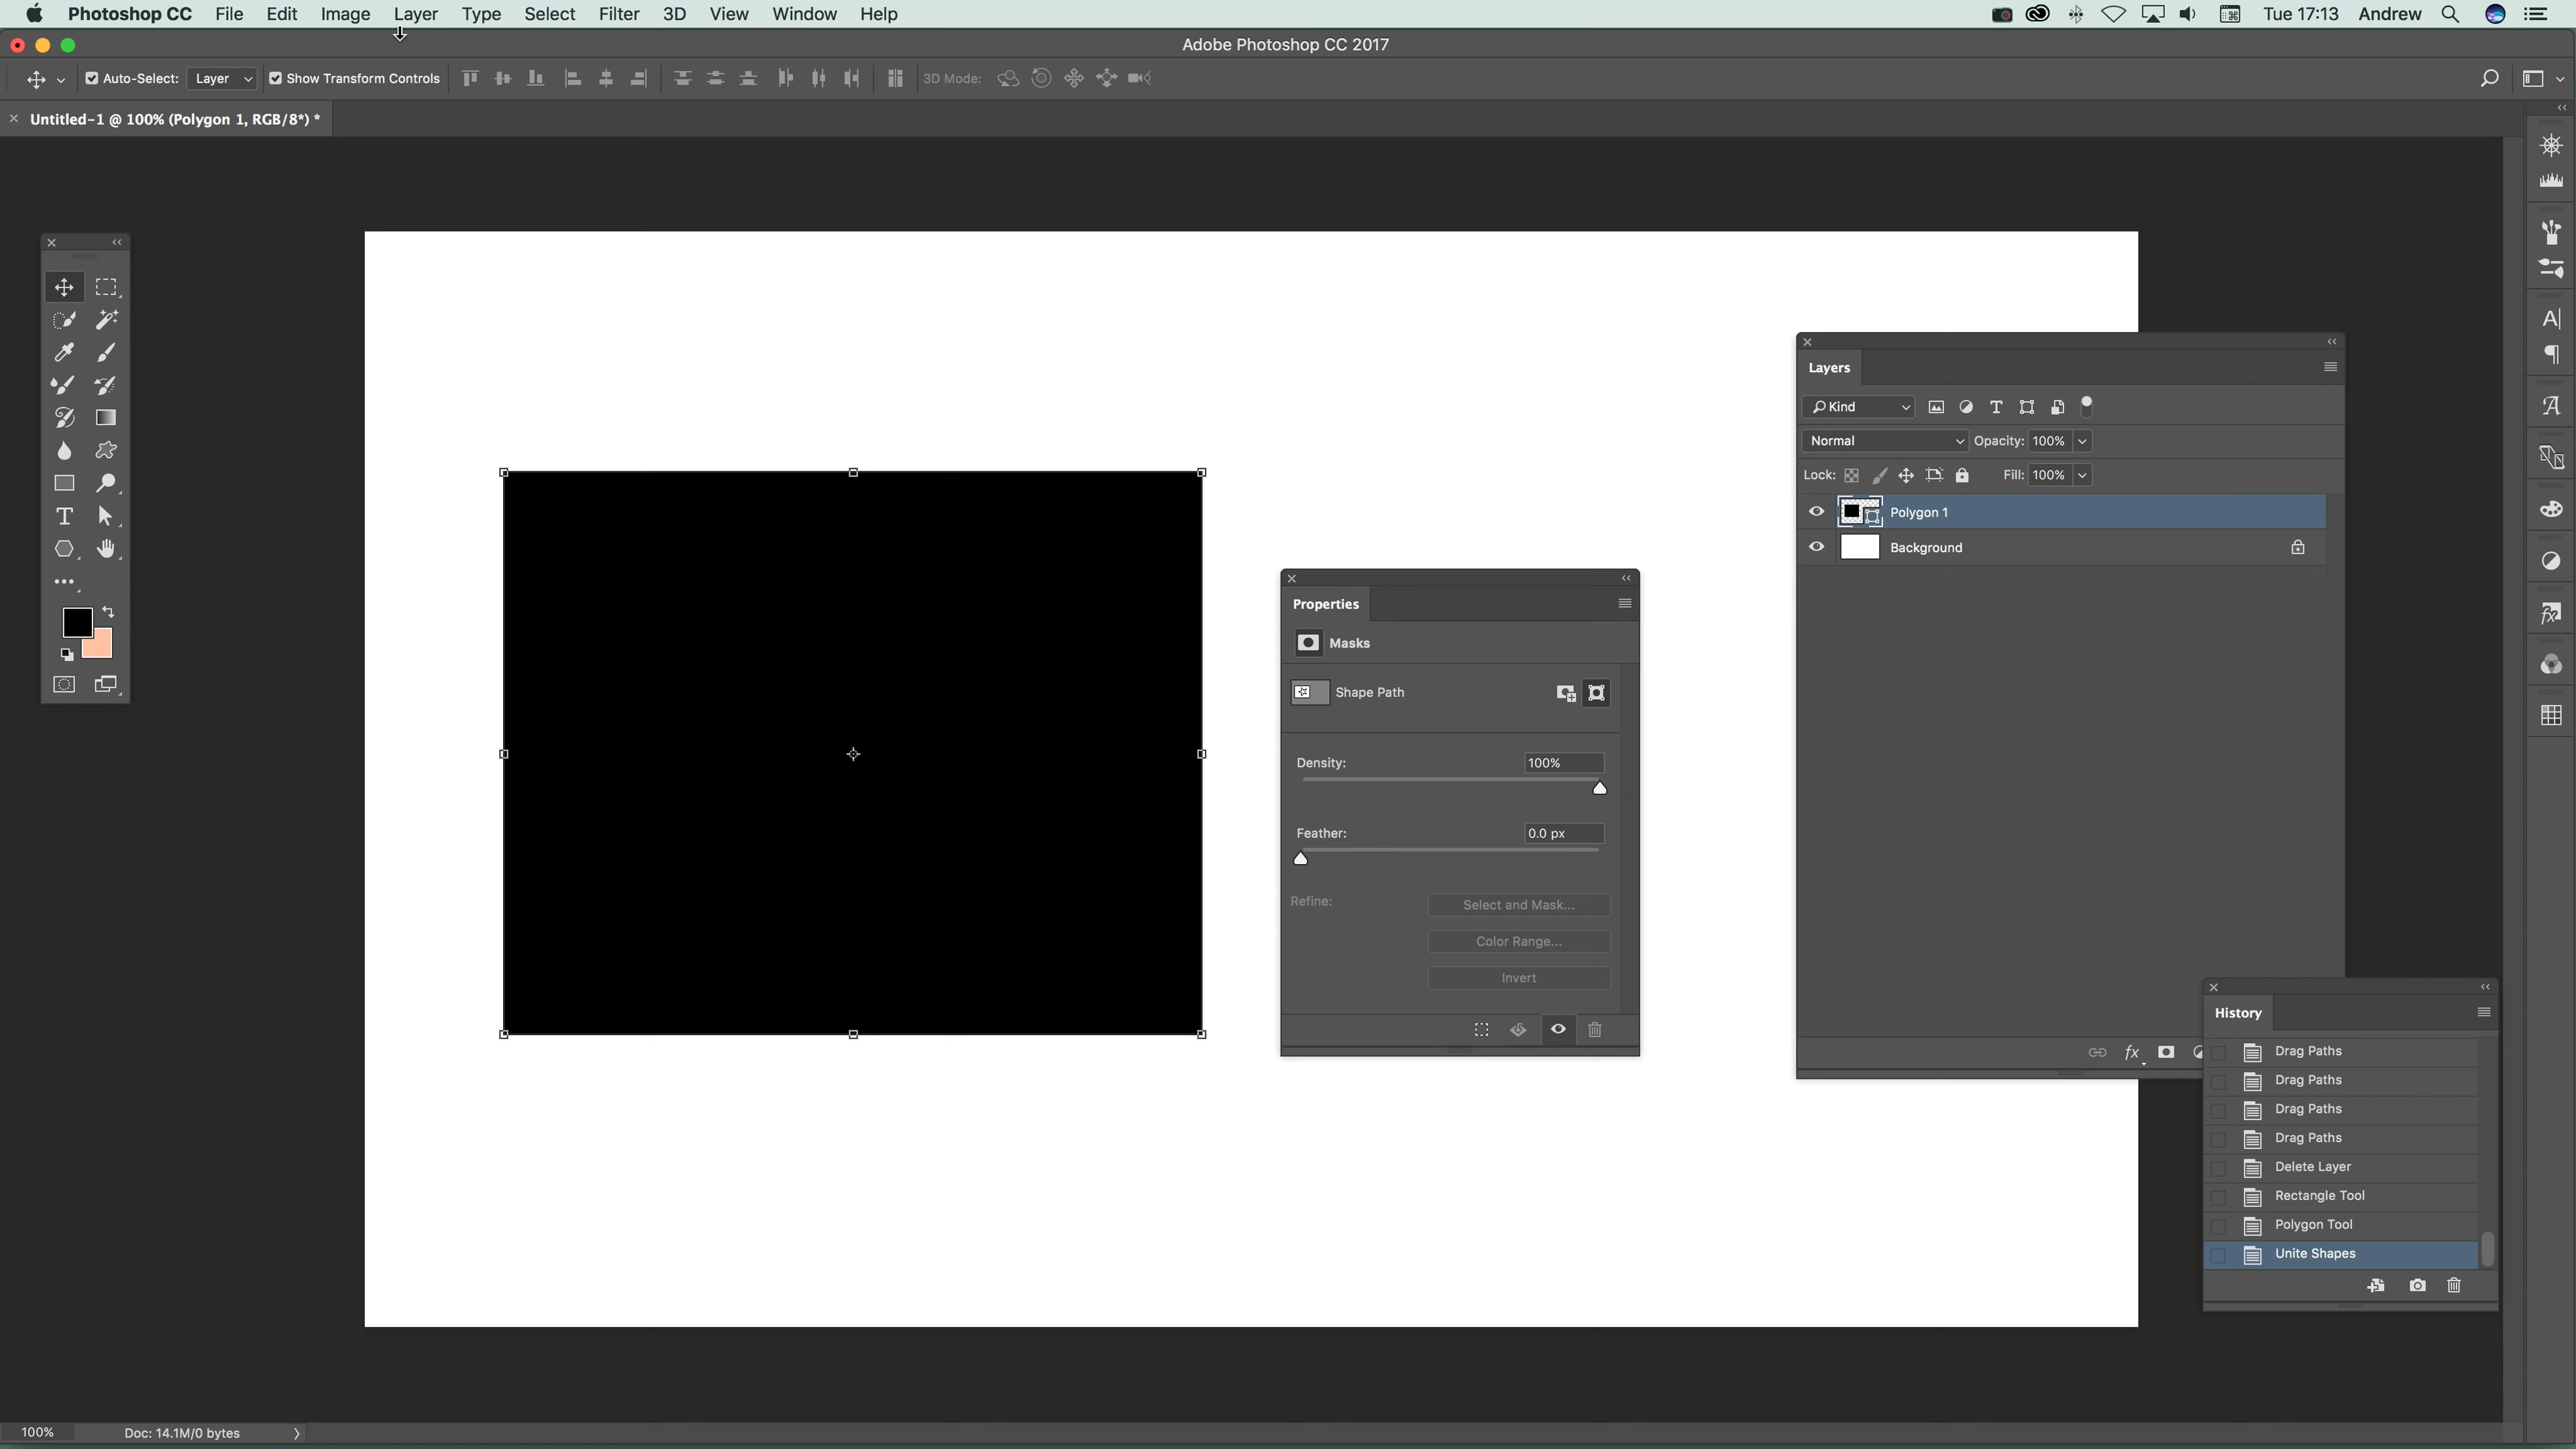 Photoshop CC File Edit Image Layer Type Select Filter 3D View Window Help Tue 17:13 Andrew
Adobe Photoshop CC 2017
Auto-Select: Layer Show Transform Controls 3D Mode:
Untitled-1 @ 100% (Polygon 1, RGB/8*) *
Layers
Kind
Normal Opacity: 100%
Lock: Fill: 100%
Polygon 1
Background
Properties
Masks
Shape Path
Density: 100%
Feather: 0.0 px
Refine: Select and Mask...
Color Range...
Invert
fx
History
Drag Paths
Drag Paths
Drag Paths
Drag Paths
Delete Layer
Rectangle Tool
Polygon Tool
Unite Shapes
100% Doc: 14.1M/0 bytes